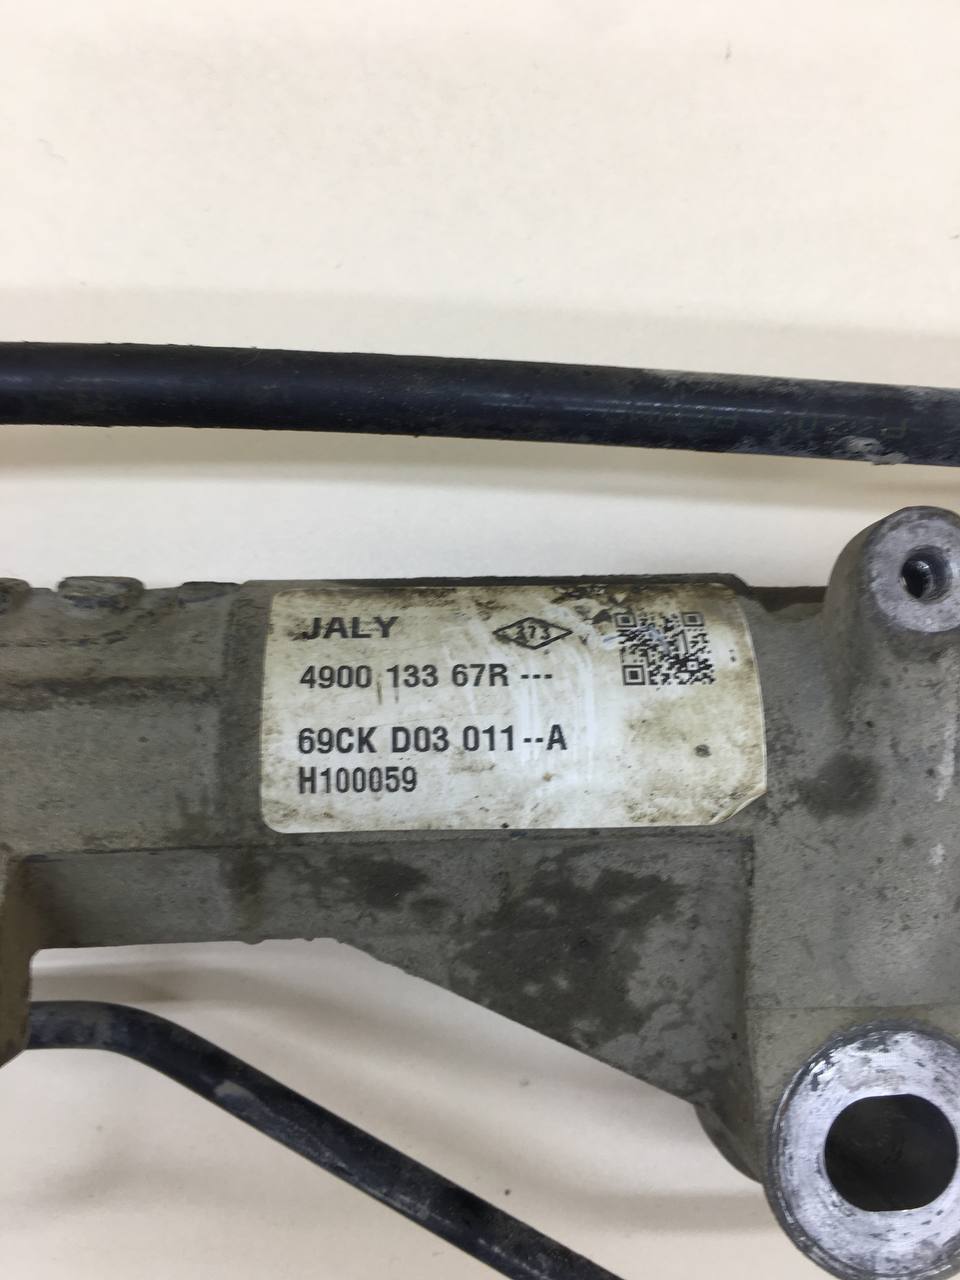 JALY
373
4900 133 67R ---
69CK D03 011--A
H100059